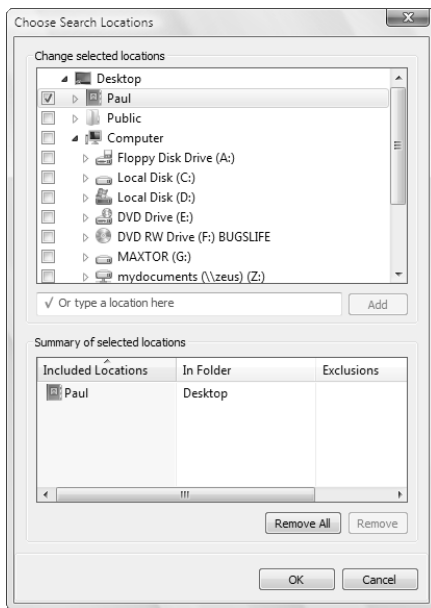 Choose Search Locations
Change selected locations
Desktop
Paul
Public
Computer
Floppy Disk Drive (A:)
Local Disk (C:)
Local Disk (D:)
DVD Drive (E:)
DVD RW Drive (F:) BUGSLIFE
MAXTOR (G:)
mydocuments (\\zeus) (Z:)
√ Or type a location here Add
Summary of selected locations
Included Locations In Folder Exclusions
Paul Desktop
Remove All Remove
OK Cancel